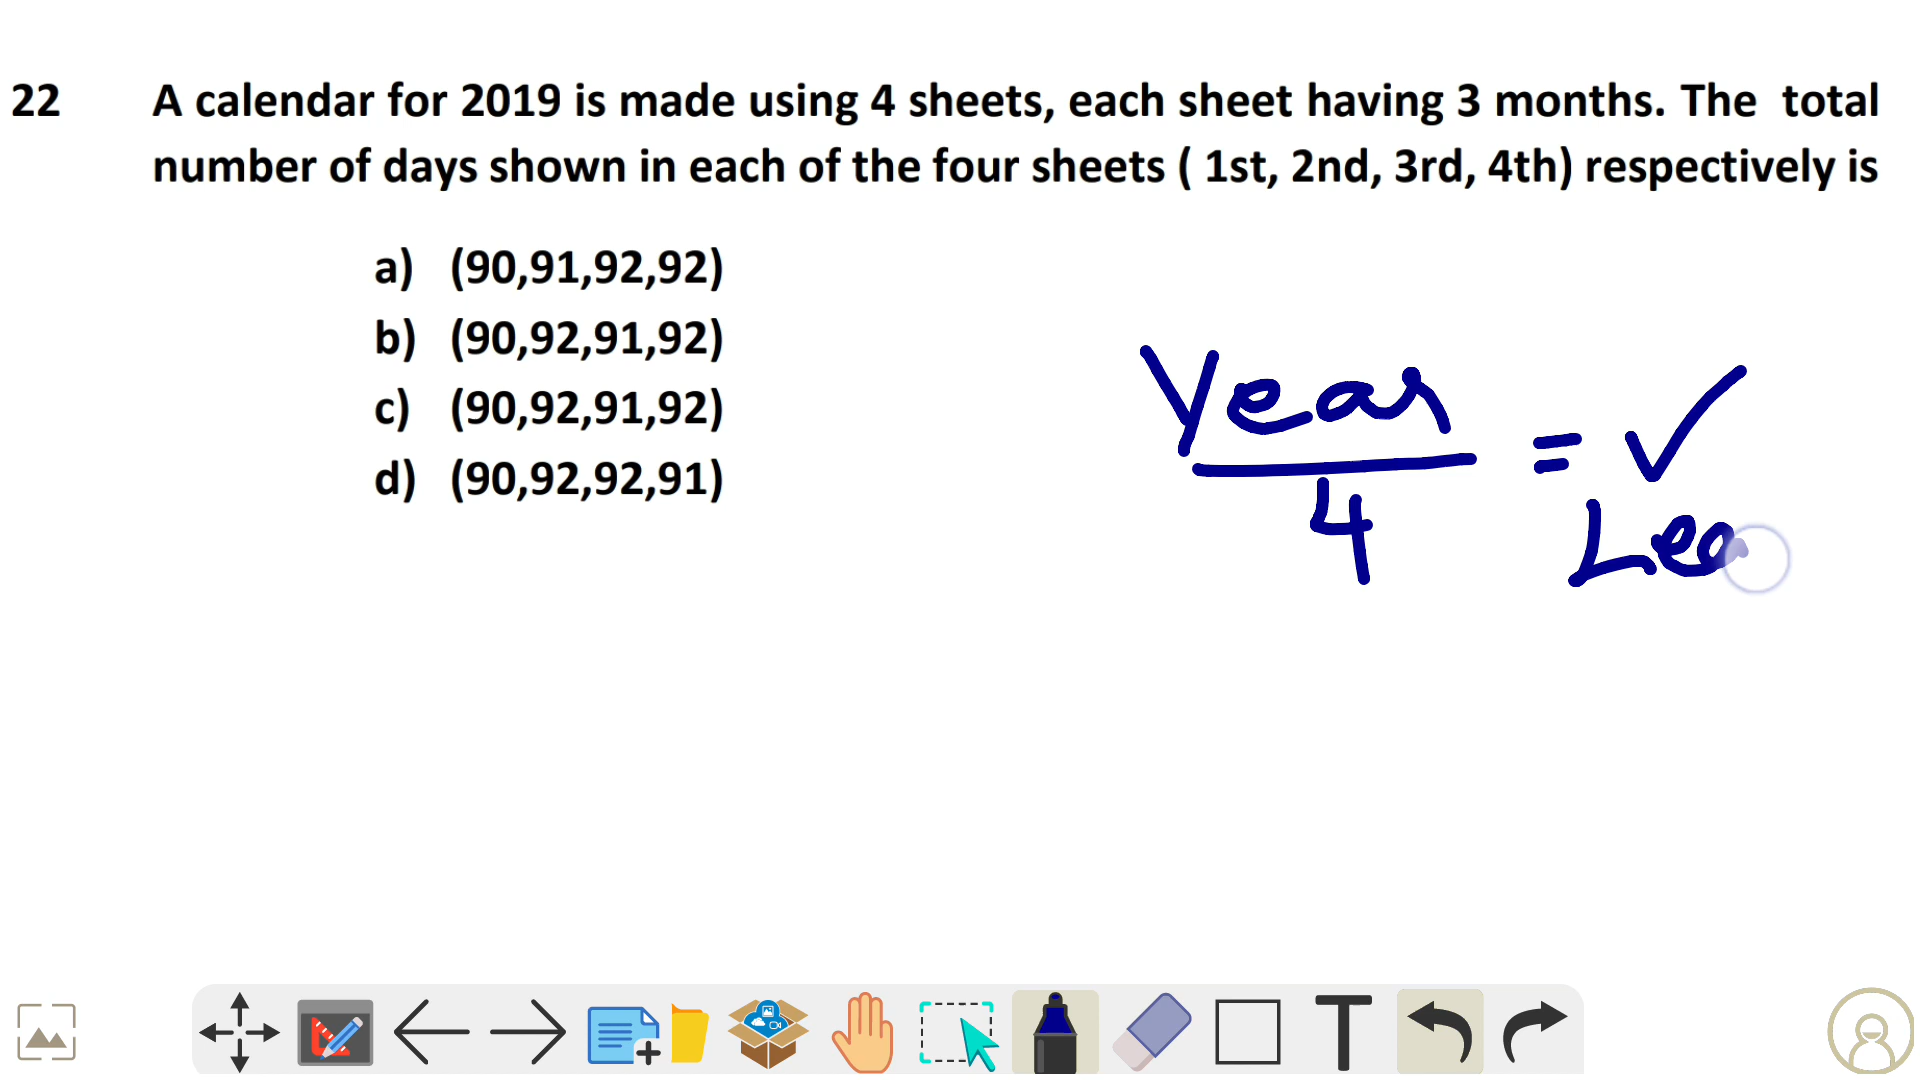 22 A calendar for 2019 is made using 4 sheets, each sheet having 3 months. The total
number of days shown in each of the four sheets ( 1st, 2nd, 3rd, 4th) respectively is
a) (90,91,92,92)
b) (90,92,91,92)
c) (90,92,91,92)
d) (90,92,92,91)
Year
4
= ✓
Lea